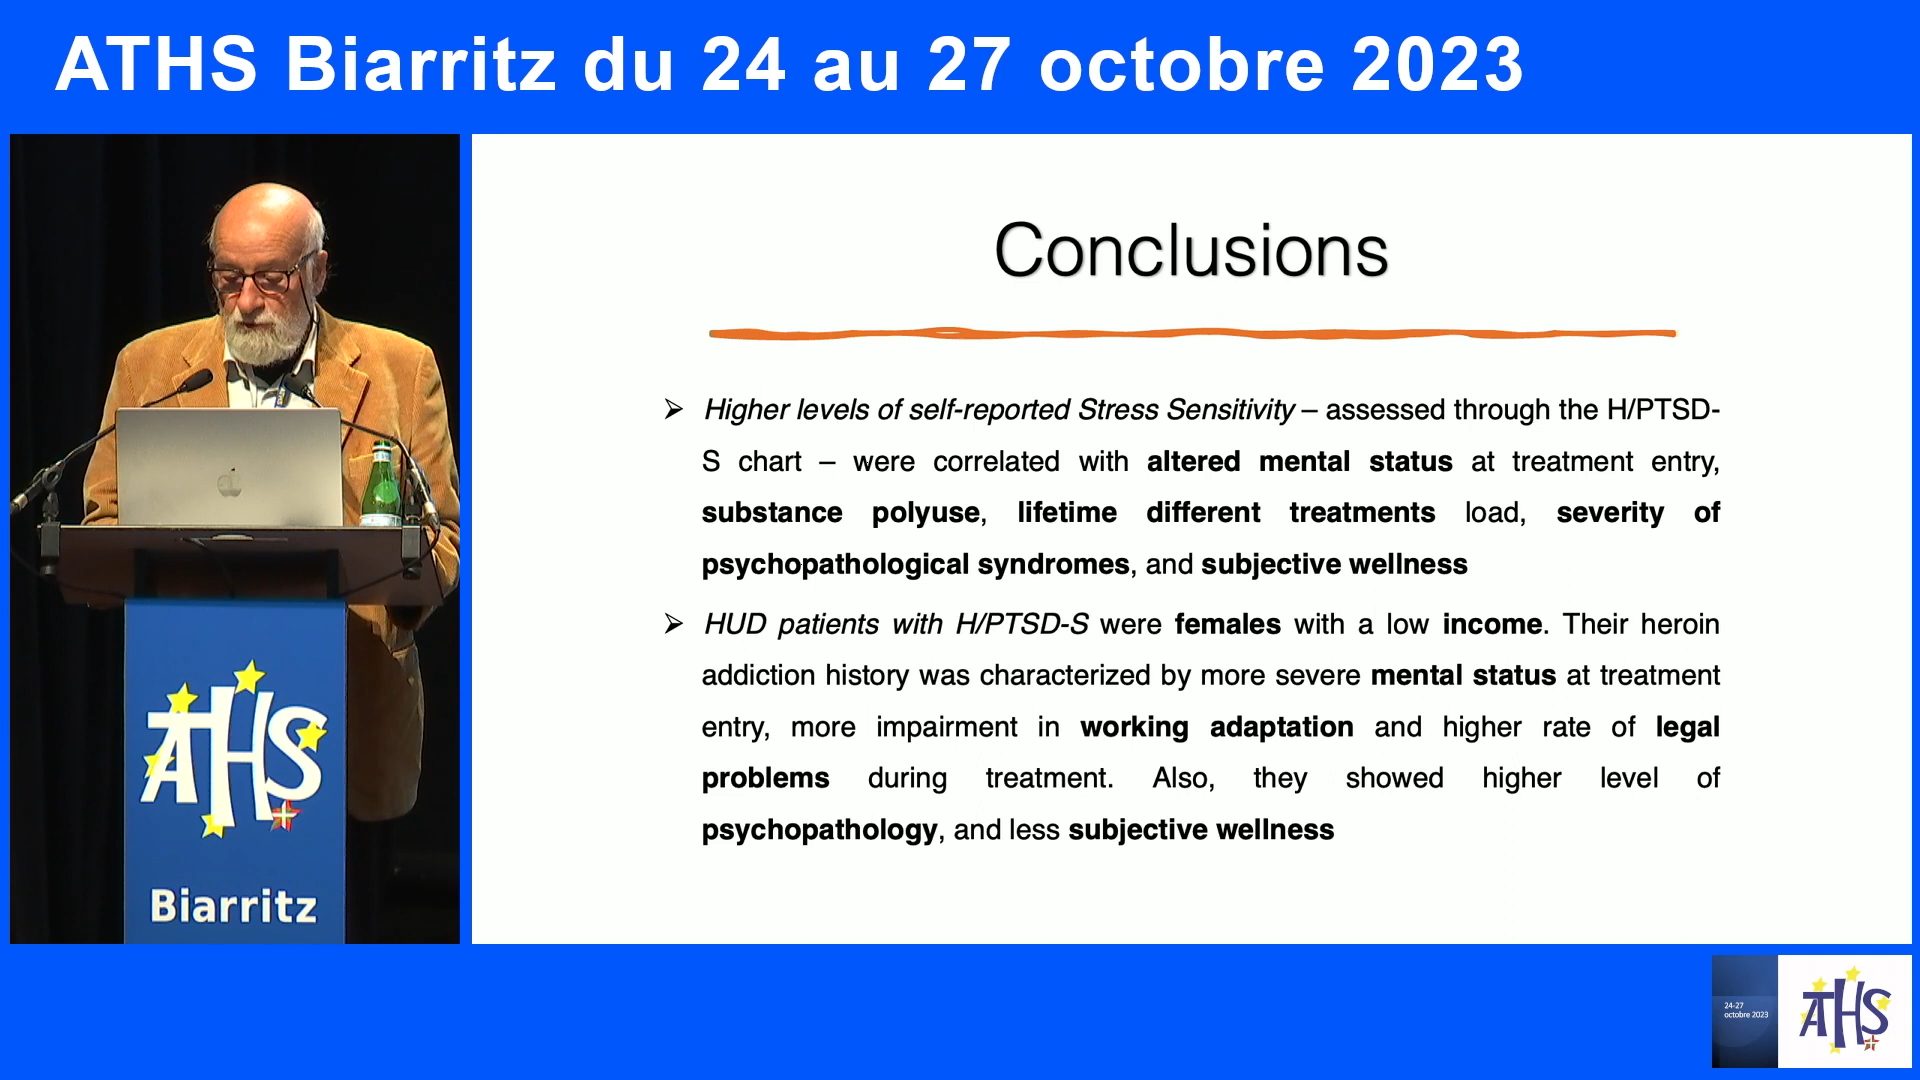 ATHS Biarritz du 24 au 27 octobre 2023
Conclusions
➢ Higher levels of self-reported Stress Sensitivity – assessed through the H/PTSD-
S chart – were correlated with altered mental status at treatment entry,
substance polyuse, lifetime different treatments load, severity of
psychopathological syndromes, and subjective wellness
➢ HUD patients with H/PTSD-S were females with a low income. Their heroin
addiction history was characterized by more severe mental status at treatment
entry, more impairment in working adaptation and higher rate of legal
problems during treatment. Also, they showed higher level of
psychopathology, and less subjective wellness
ATHS
Biarritz
24-27
octobre 2023
ATHS